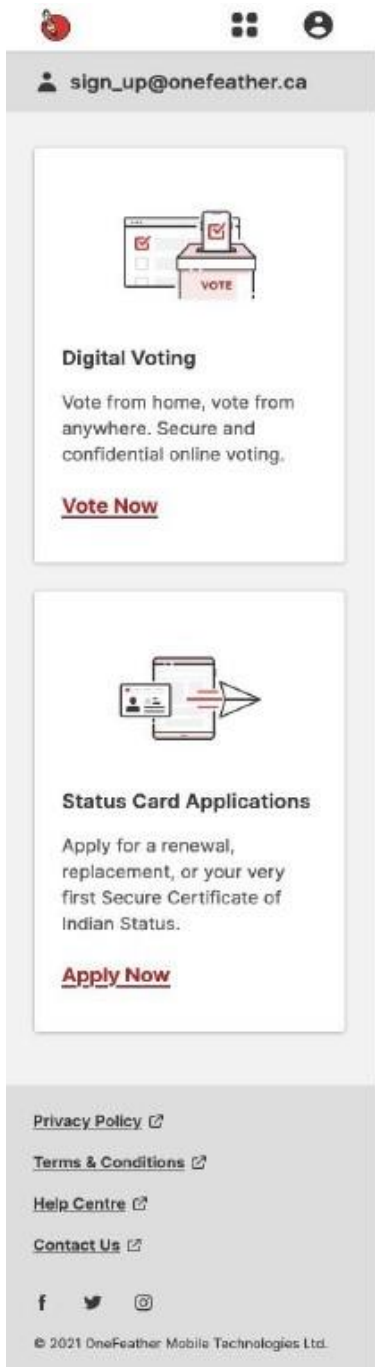 sign_up@onefeather.ca
VOTE
Digital Voting
Vote from home, vote from
anywhere. Secure and
confidential online voting.
Vote Now
Status Card Applications
Apply for a renewal,
replacement, or your very
first Secure Certificate of
Indian Status.
Apply Now
Privacy Policy
Terms & Conditions
Help Centre
Contact Us
© 2021 OneFeather Mobile Technologies Ltd.